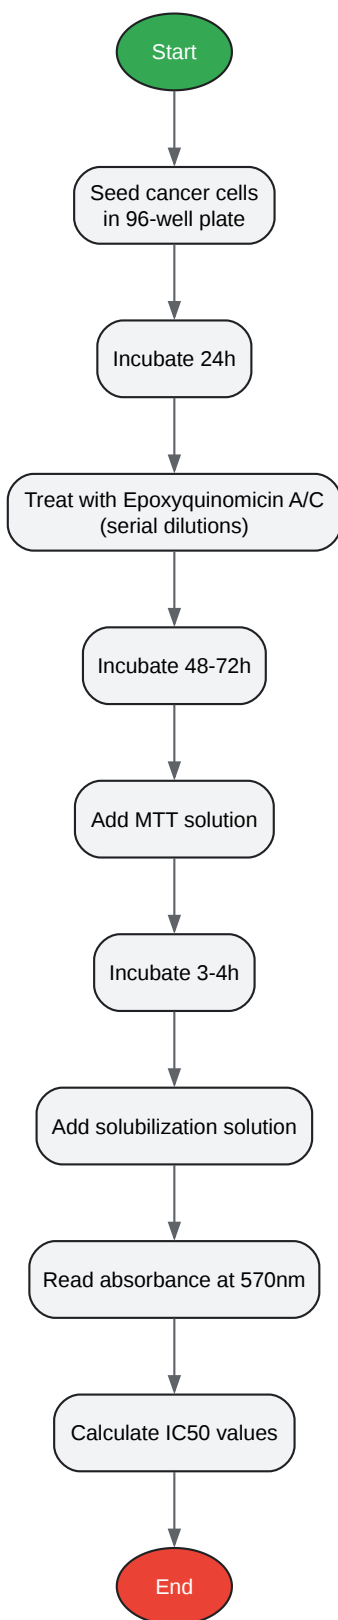 Start
Seed cancer cells
in 96-well plate
Incubate 24h
Treat with Epoxyquinomicin A/C
(serial dilutions)
Incubate 48-72h
Add MTT solution
Incubate 3-4h
Add solubilization solution
Read absorbance at 570nm
Calculate IC50 values
End